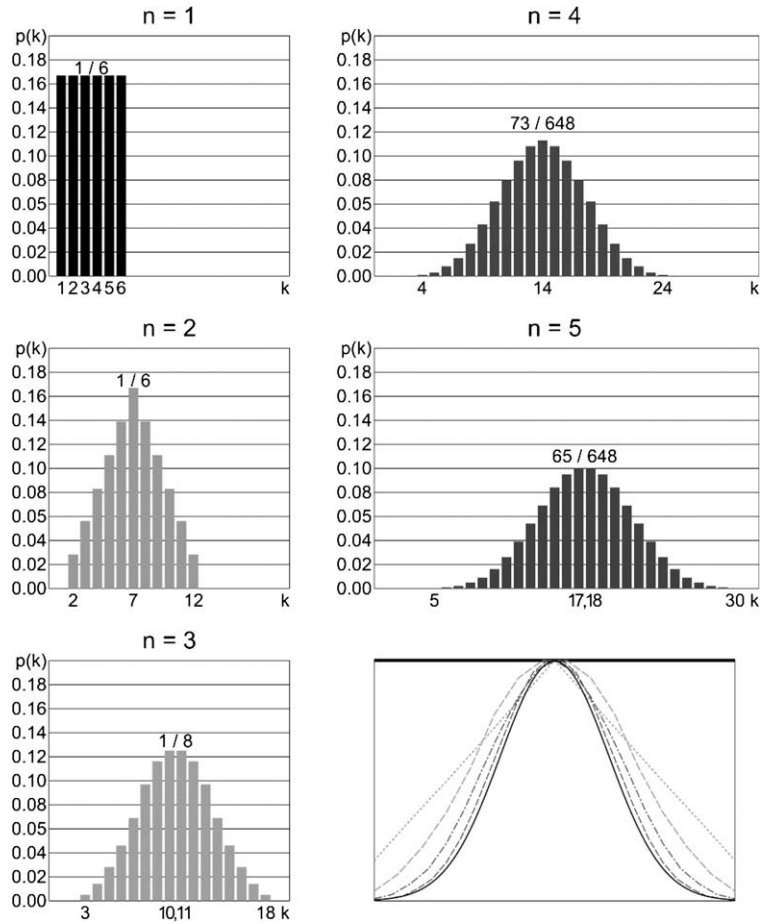 n = 1
p(k)
0.18
0.16
0.14
0.12
0.10
0.08
0.06
0.04
0.02
0.00
1 / 6
1 2 3 4 5 6 k
n = 4
p(k)
0.18
0.16
0.14
0.12
0.10
0.08
0.06
0.04
0.02
0.00
73 / 648
4 14 24 k
n = 2
p(k)
0.18
0.16
0.14
0.12
0.10
0.08
0.06
0.04
0.02
0.00
1 / 6
2 7 12 k
n = 5
p(k)
0.18
0.16
0.14
0.12
0.10
0.08
0.06
0.04
0.02
0.00
65 / 648
5 17,18 30 k
n = 3
p(k)
0.18
0.16
0.14
0.12
0.10
0.08
0.06
0.04
0.02
0.00
1 / 8
3 10,11 18 k